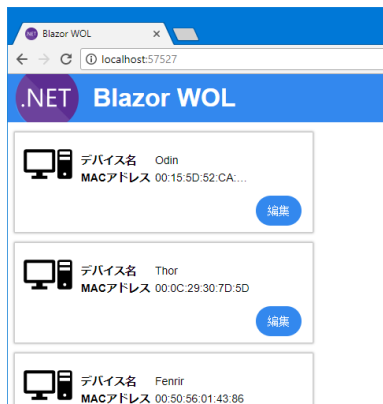 Blazor WOL
localhost:57527
.NET Blazor WOL
デバイス名 Odin
MACアドレス 00:15:5D:52:CA:...
編集
デバイス名 Thor
MACアドレス 00:0C:29:30:7D:5D
編集
デバイス名 Fenrir
MACアドレス 00:50:56:01:43:86